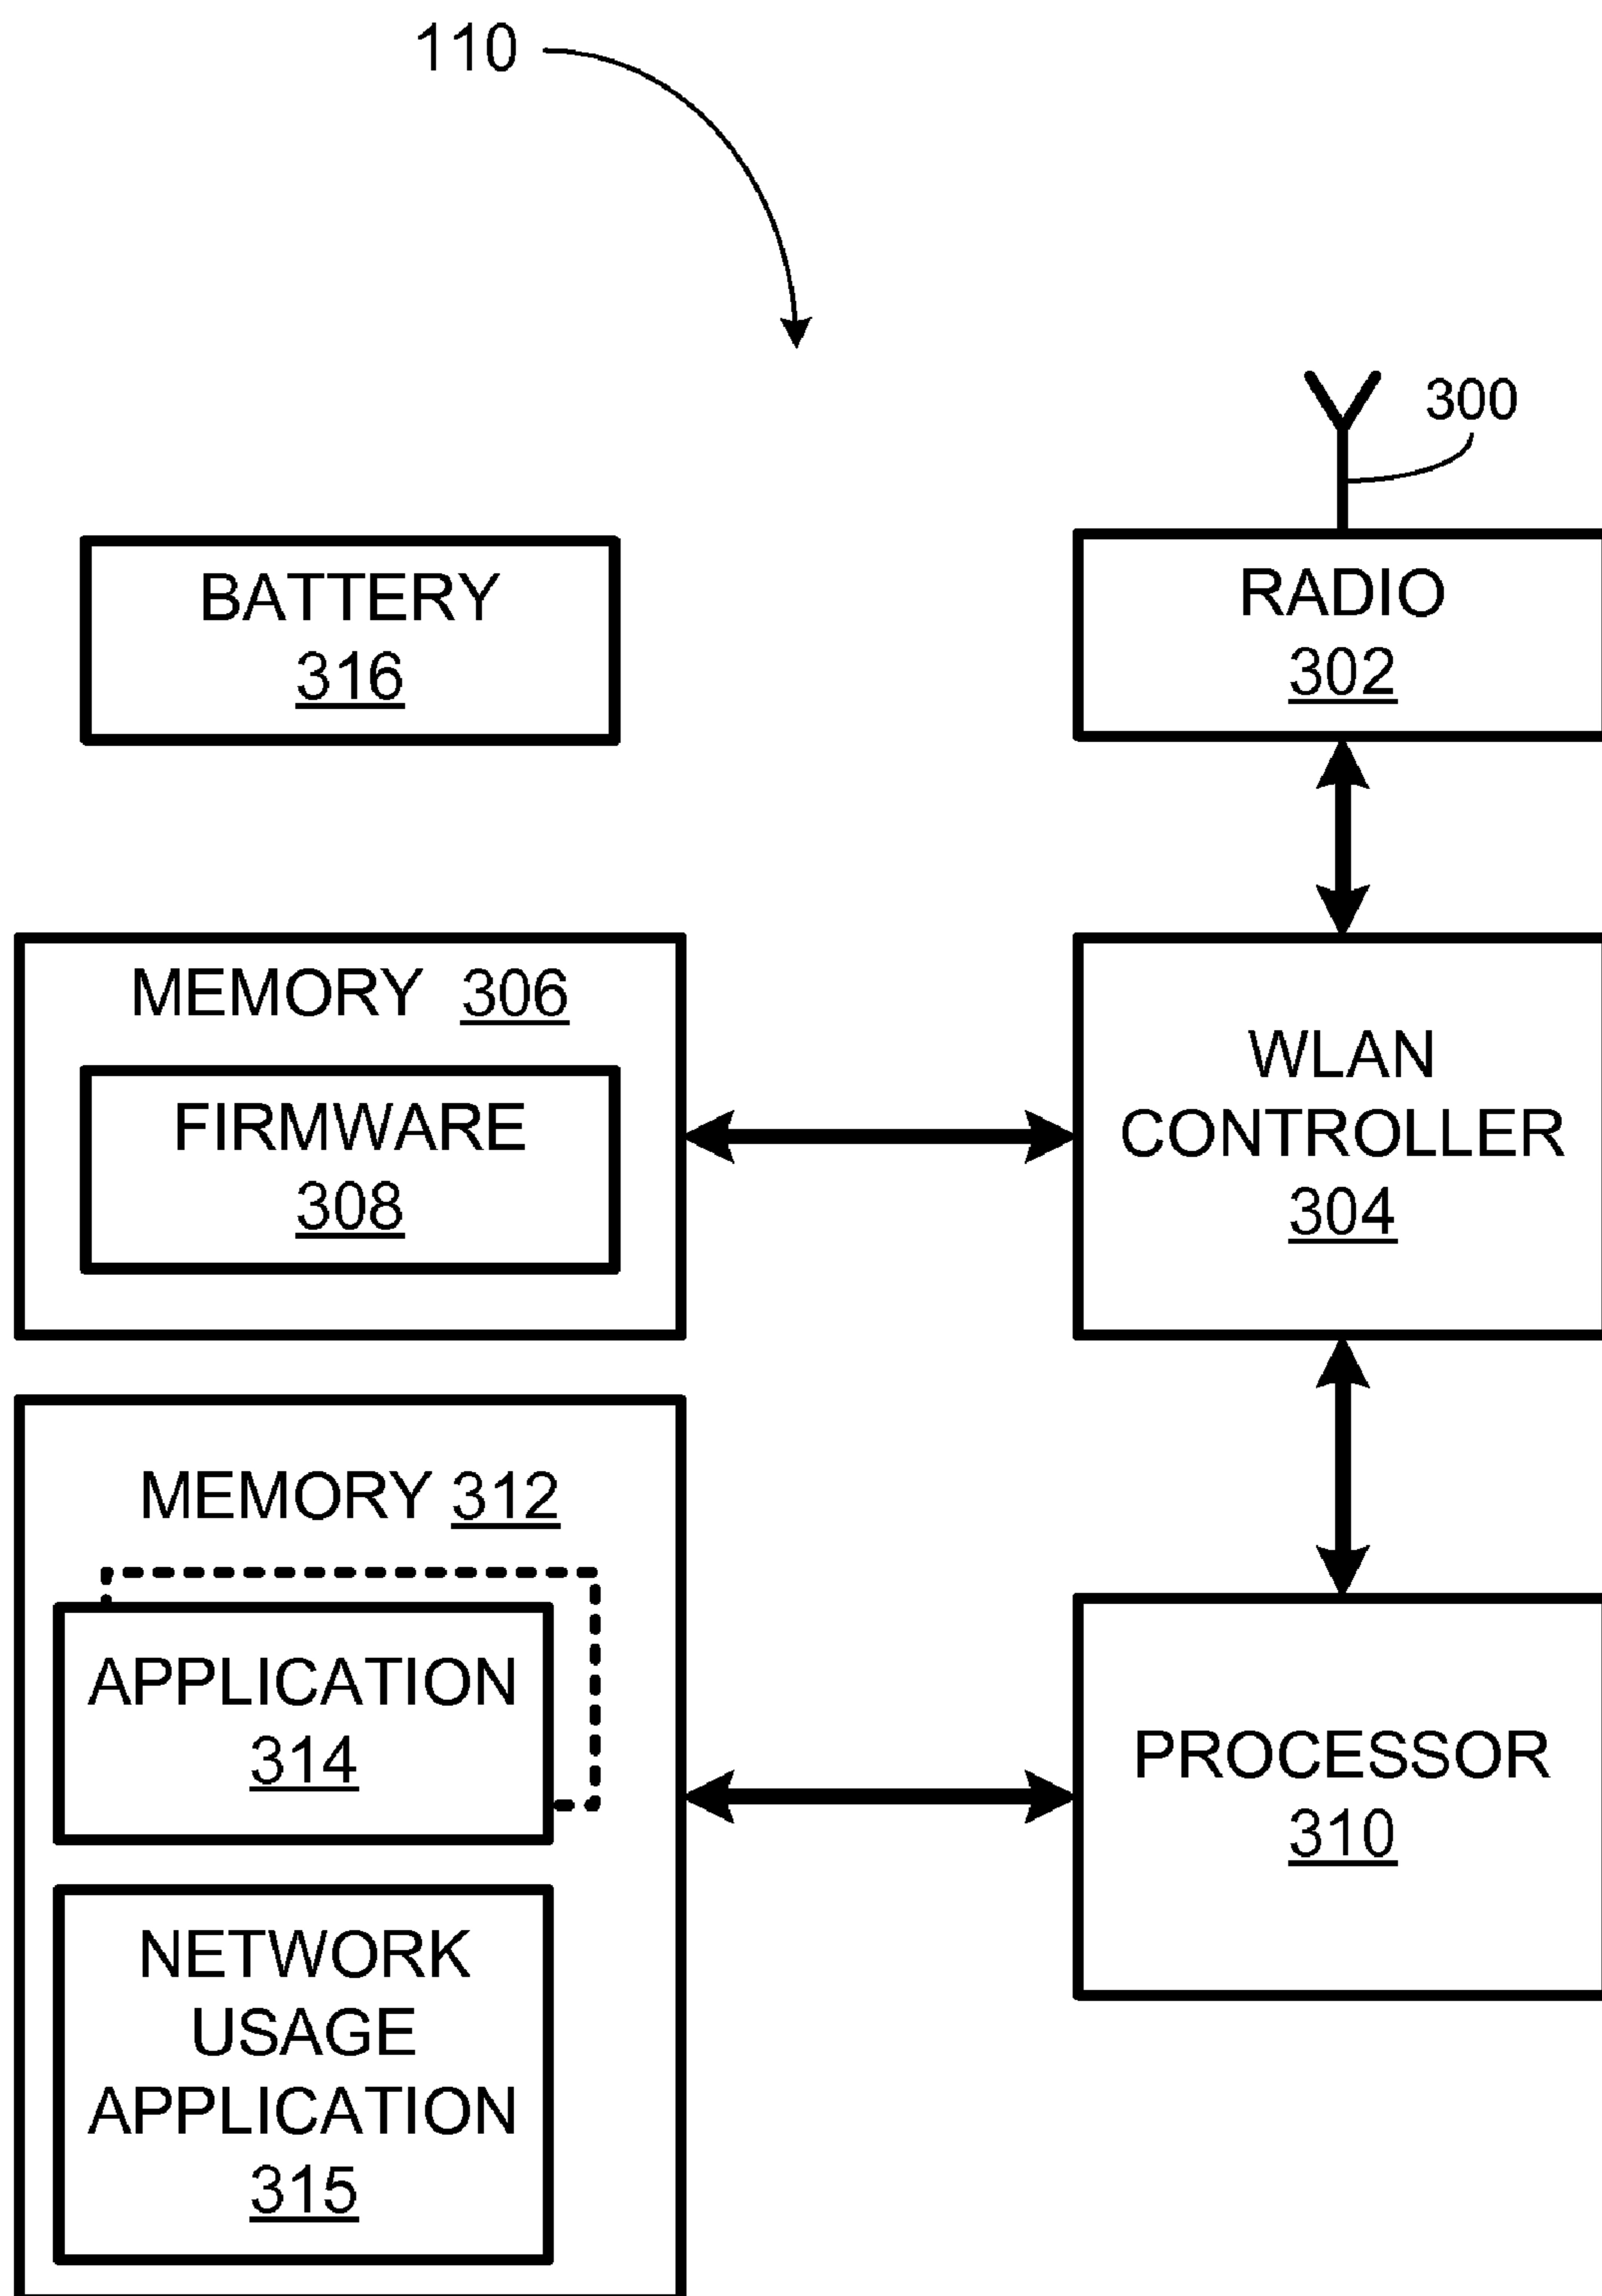 110
300
BATTERY
316
RADIO
302
MEMORY 306
FIRMWARE
308
WLAN
CONTROLLER
304
MEMORY 312
APPLICATION
314
NETWORK
USAGE
APPLICATION
315
PROCESSOR
310